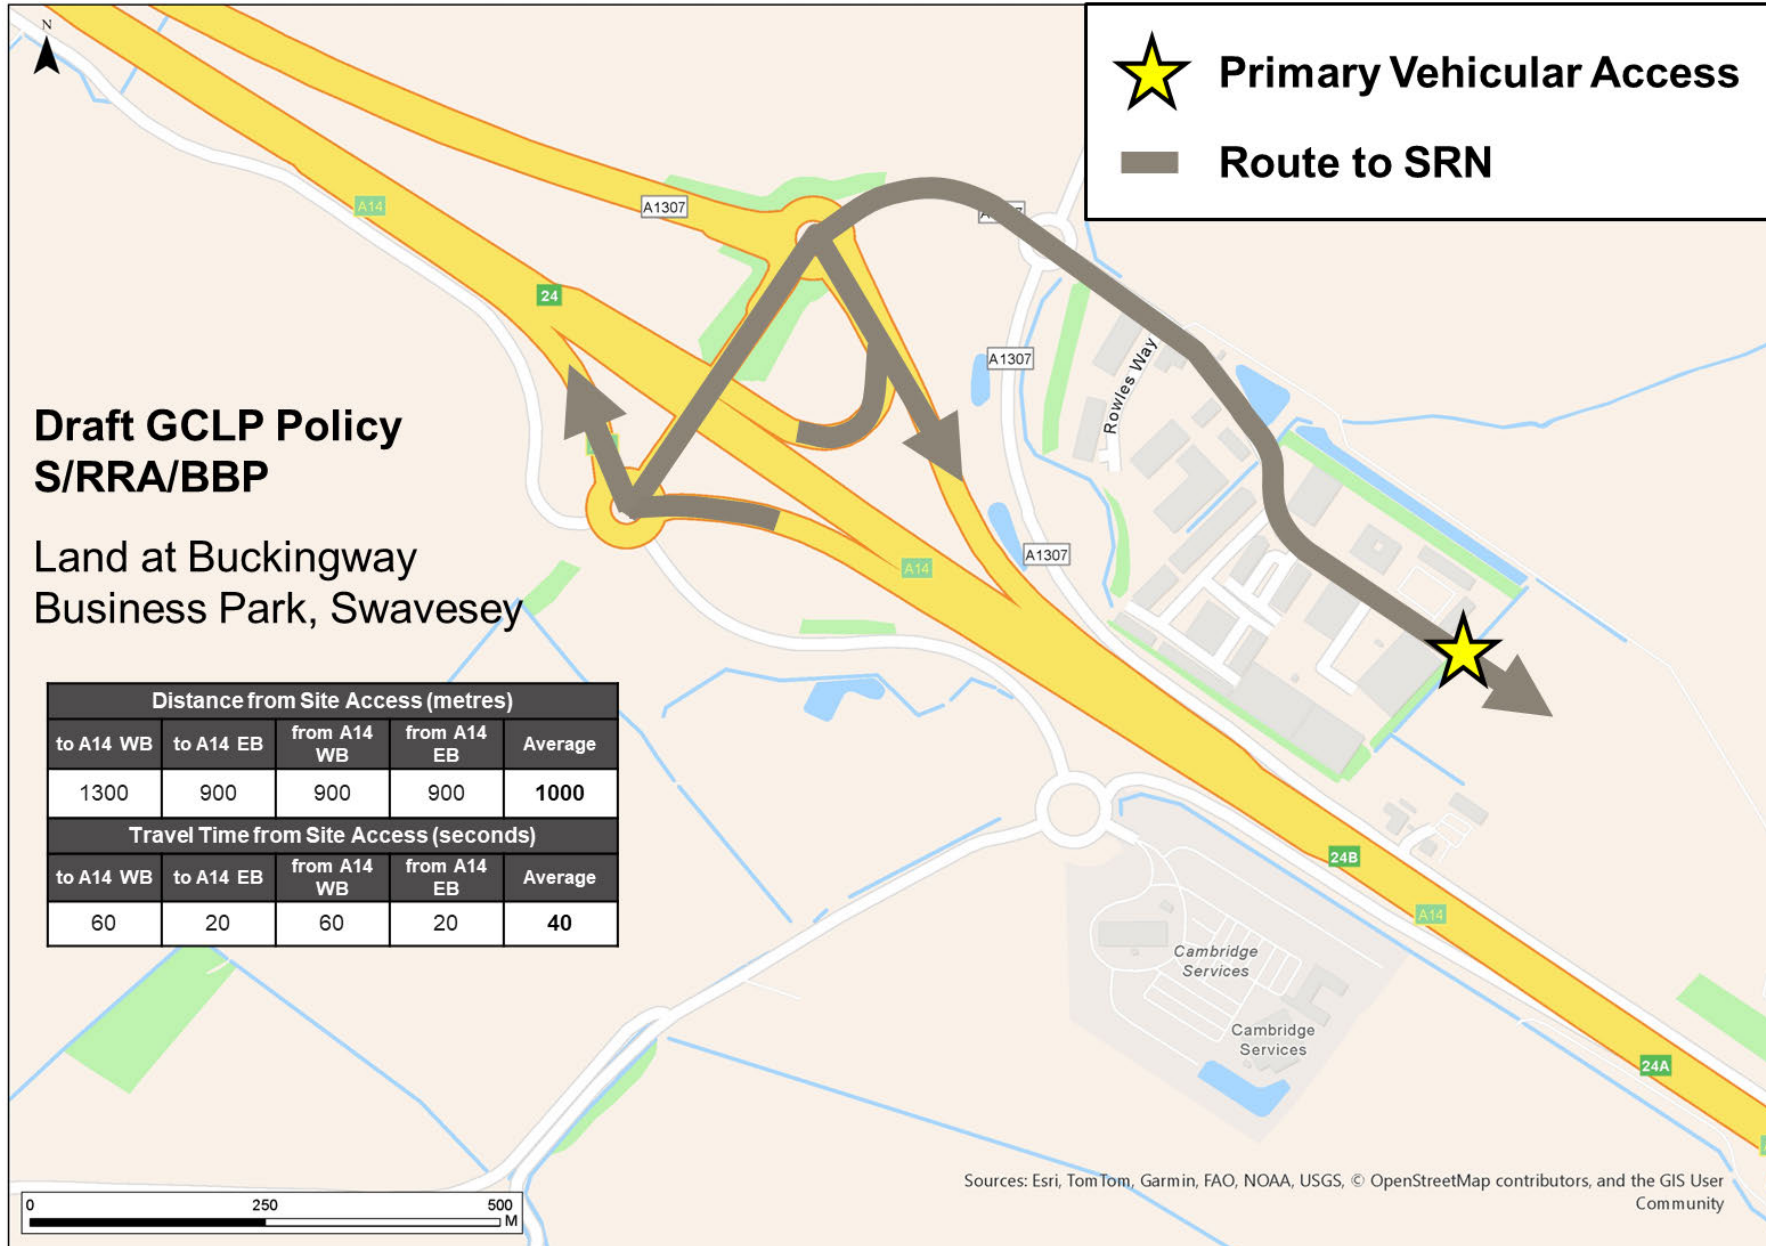 N
Primary Vehicular Access
Route to SRN
A14
A1307
24
A1307
Rowles Way
Draft GCLP Policy
S/RRA/BBP
Land at Buckingway
Business Park, Swavesey
A14
A1307
Distance from Site Access (metres)
to A14 WB to A14 EB from A14 WB from A14 EB Average
1300 900 900 900 1000
Travel Time from Site Access (seconds)
to A14 WB to A14 EB from A14 WB from A14 EB Average
60 20 60 20 40
24B
A14
Cambridge
Services
Cambridge
Services
24A
Sources: Esri, TomTom, Garmin, FAO, NOAA, USGS, © OpenStreetMap contributors, and the GIS User
Community
0 250 500
M